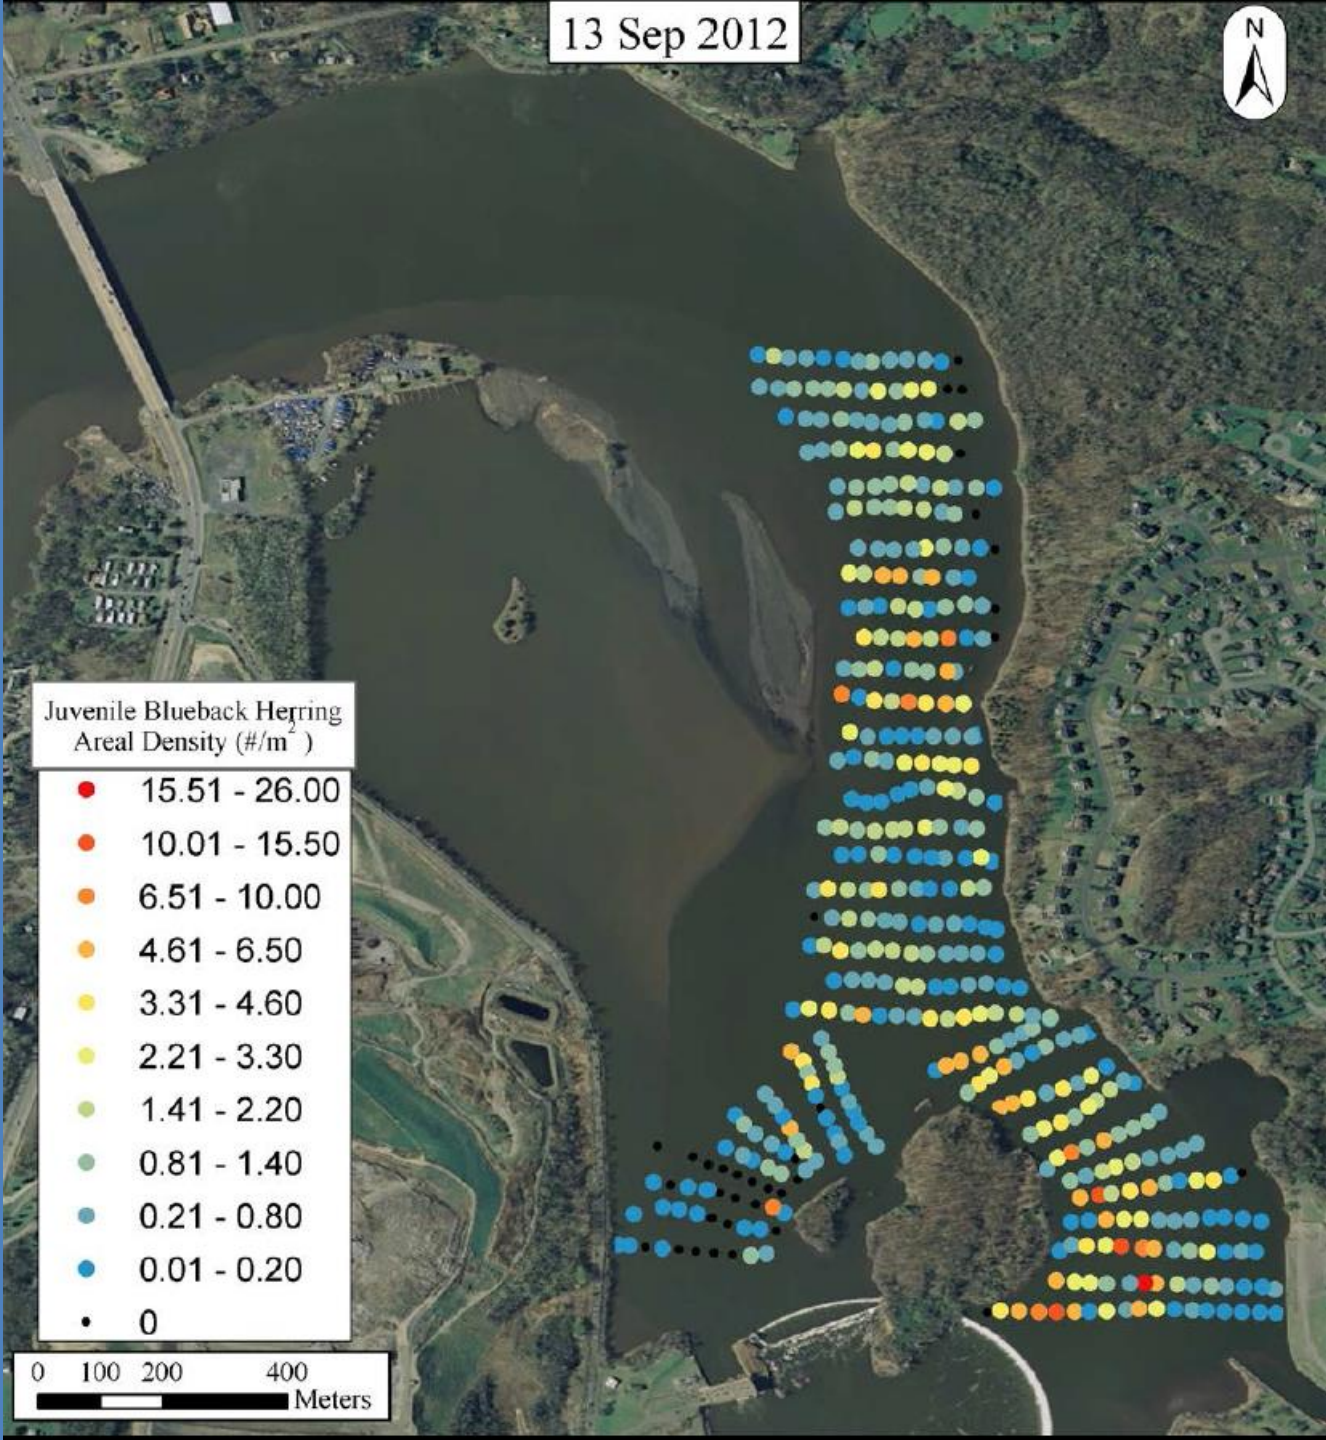 13 Sep 2012
N
Juvenile Blueback Herring
Areal Density (#/m²)
15.51 - 26.00
10.01 - 15.50
6.51 - 10.00
4.61 - 6.50
3.31 - 4.60
2.21 - 3.30
1.41 - 2.20
0.81 - 1.40
0.21 - 0.80
0.01 - 0.20
0
0 100 200 400
Meters